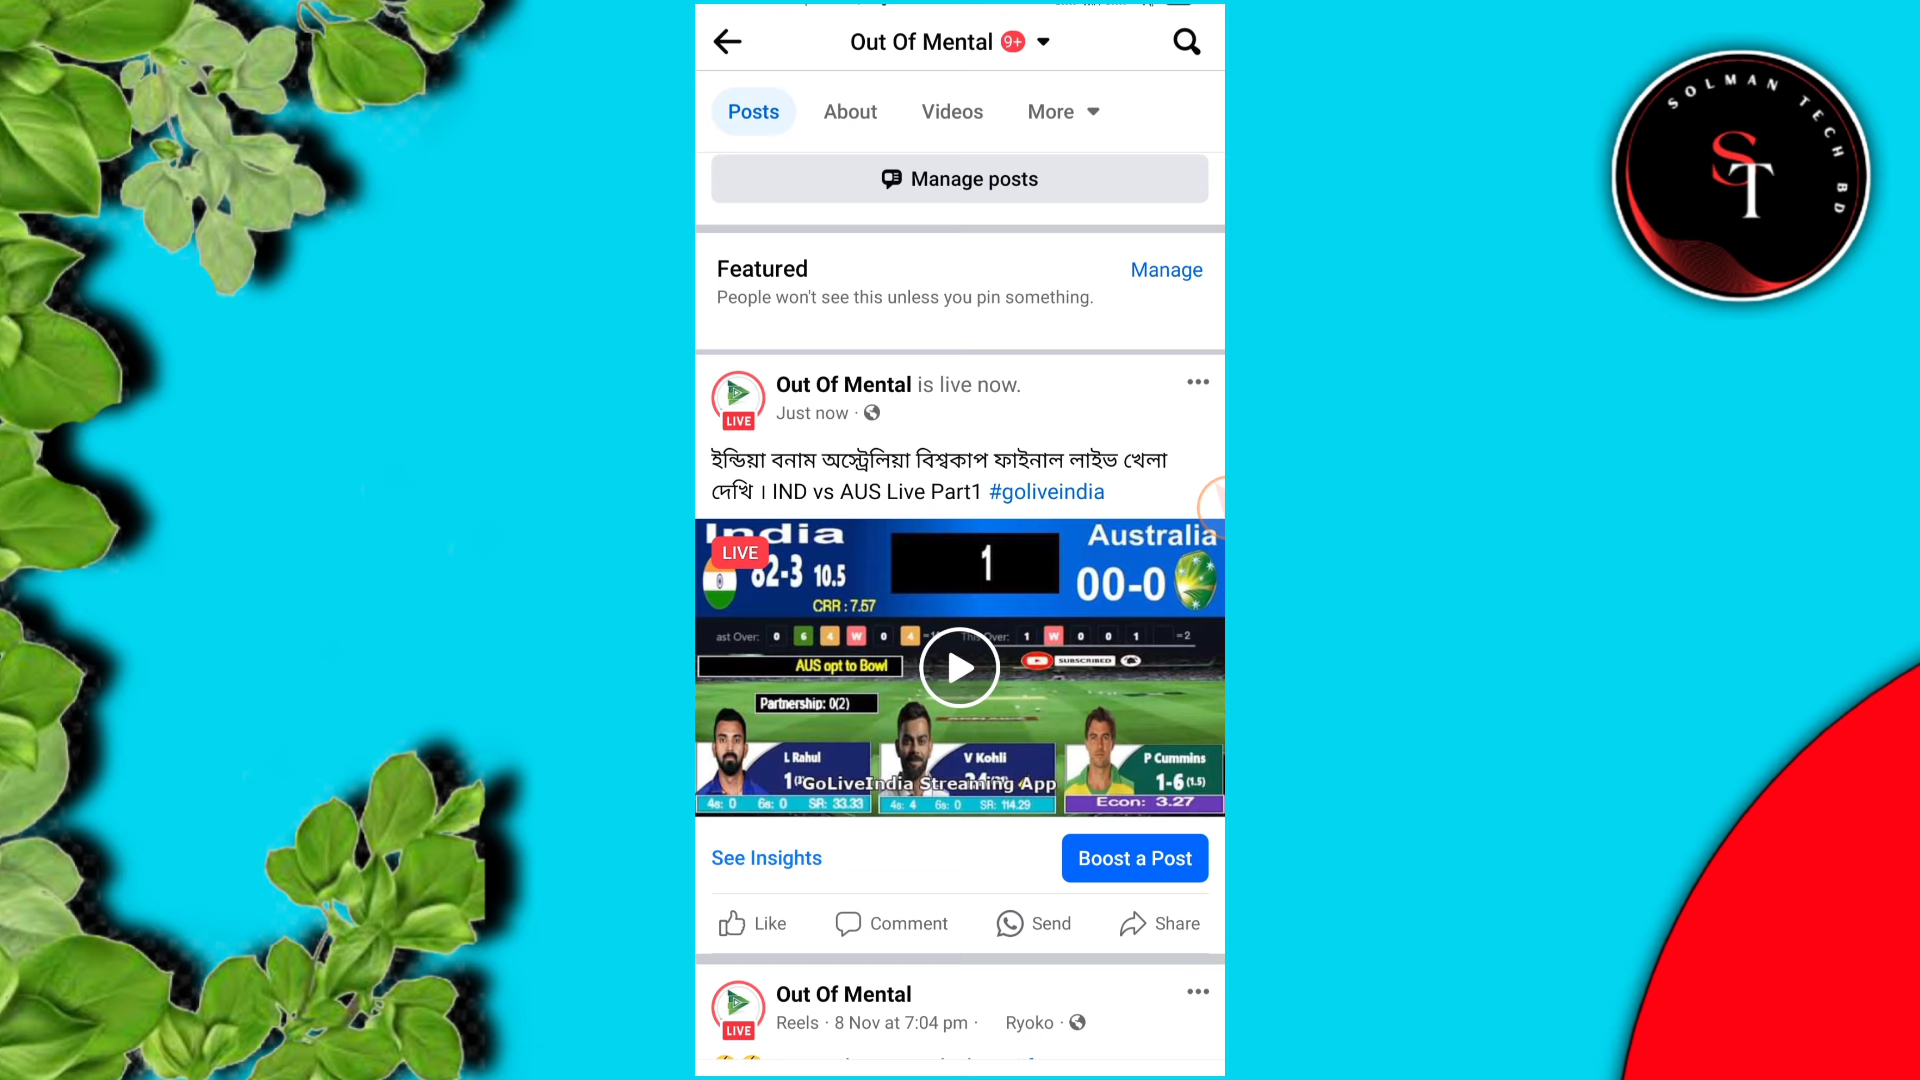 Out Of Mental 9+
Posts About Videos More
Manage posts
Featured Manage
People won't see this unless you pin something.
Out Of Mental is live now.
Just now ·
LIVE
ইন্ডিয়া বনাম অস্ট্রেলিয়া বিশ্বকাপ ফাইনাল লাইভ খেলা
দেখি । IND vs AUS Live Part1 #goliveindia
India 1 Australia
LIVE
82-3 10.5 00-0
CRR : 7.57
ast Over: 0 6 4 W 0 4 This Over: 1 W 0 0 1 =2
AUS opt to Bowl SUBSCRIBED
Partnership: 0(2)
L Rahul V Kohli P Cummins
1 1-6 (1.5)
GoLiveIndia Streaming App
4s: 0 6s: 0 SR: 33.33 4s: 4 6s: 0 SR: 114.29 Econ: 3.27
See Insights Boost a Post
Like Comment Send Share
Out Of Mental
Reels · 8 Nov at 7:04 pm · Ryoko ·
LIVE
SOLMAN TECH BD
ST